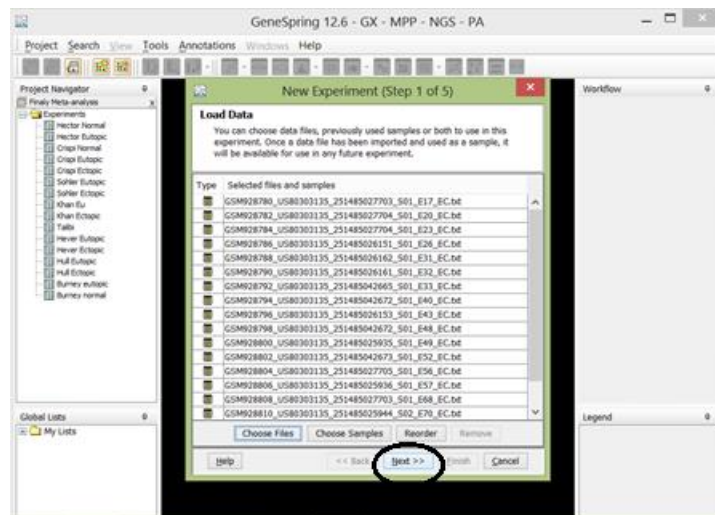 GeneSpring 12.6 - GX - MPP - NGS - PA
Project Search View Tools Annotations Windows Help
Project Navigator
Finaly Meta-analysis
Experiments
Hector Normal
Hector Eutopic
Crispi Normal
Crispi Eutopic
Crispi Ectopic
Sohler Eutopic
Sohler Ectopic
Khan Eu
Khan Ectopic
Talbi
Hever Eutopic
Hever Ectopic
Hull Eutopic
Hull Ectopic
Burney eutopic
Burney normal
Global Lists
My Lists
New Experiment (Step 1 of 5)
Load Data
You can choose data files, previously used samples or both to use in this
experiment. Once a data file has been imported and used as a sample, it
will be available for use in any future experiment.
Type Selected files and samples
GSM928780_US80303135_251485027703_S01_E17_EC.txt
GSM928782_US80303135_251485027704_S01_E20_EC.txt
GSM928784_US80303135_251485027704_S01_E23_EC.txt
GSM928786_US80303135_251485026151_S01_E26_EC.txt
GSM928788_US80303135_251485026162_S01_E31_EC.txt
GSM928790_US80303135_251485026161_S01_E32_EC.txt
GSM928792_US80303135_251485042665_S01_E33_EC.txt
GSM928794_US80303135_251485042672_S01_E40_EC.txt
GSM928796_US80303135_251485026153_S01_E43_EC.txt
GSM928798_US80303135_251485042672_S01_E48_EC.txt
GSM928800_US80303135_251485025935_S01_E49_EC.txt
GSM928802_US80303135_251485042673_S01_E52_EC.txt
GSM928804_US80303135_251485027705_S01_E56_EC.txt
GSM928806_US80303135_251485025936_S01_E57_EC.txt
GSM928808_US80303135_251485027703_S01_E68_EC.txt
GSM928810_US80303135_251485025944_S02_E70_EC.txt
Choose Files Choose Samples Reorder Remove
Help << Back Next >> Finish Cancel
Workflow
Legend